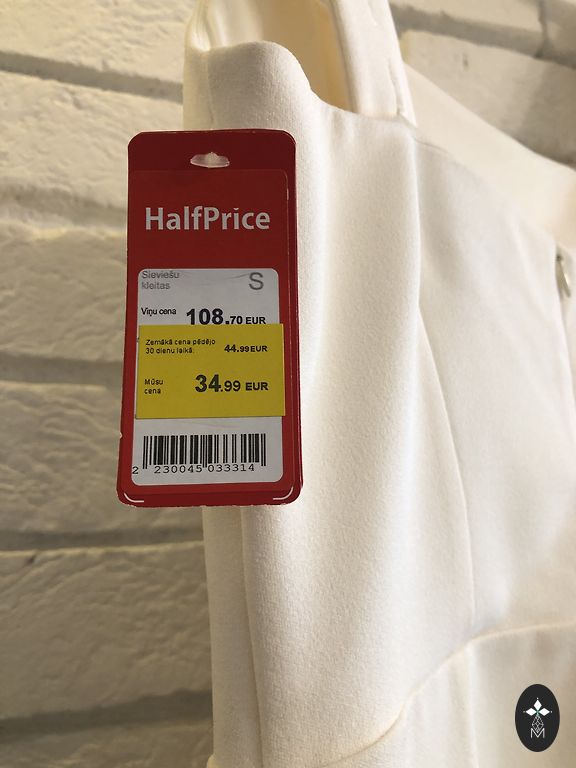 HalfPrice
Sieviešu
kleitas
S
Viņu cena 108.70 EUR
Zemākā cena pēdējo
30 dienu laikā: 44.99 EUR
Mūsu
cena 34.99 EUR
2 230045 033314
M